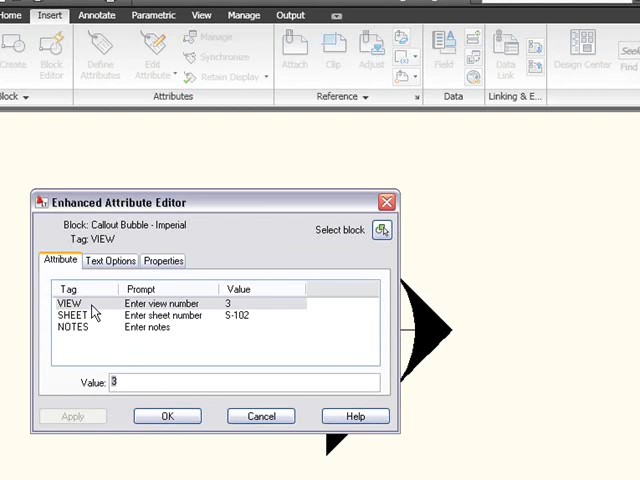 Home Insert Annotate Parametric View Manage Output
Create Block Editor Define Attributes Edit Attribute Manage Synchronize Retain Display Attach Clip Adjust Field Data Link Design Center Seek
Find
Block Attributes Reference Data Linking & E...
Enhanced Attribute Editor
Block: Callout Bubble - Imperial
Tag: VIEW
Select block
Attribute Text Options Properties
Tag Prompt Value
VIEW Enter view number 3
SHEET Enter sheet number S-102
NOTES Enter notes
Value: 3
Apply OK Cancel Help